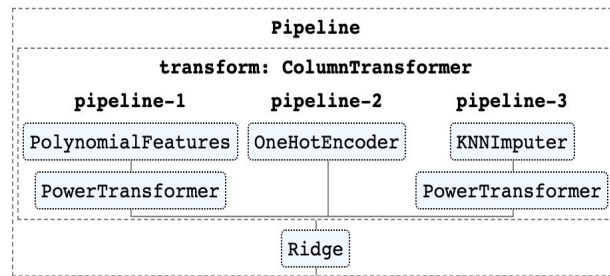 Pipeline
transform: ColumnTransformer
pipeline-1 pipeline-2 pipeline-3
PolynomialFeatures OneHotEncoder KNNImputer
PowerTransformer PowerTransformer
Ridge